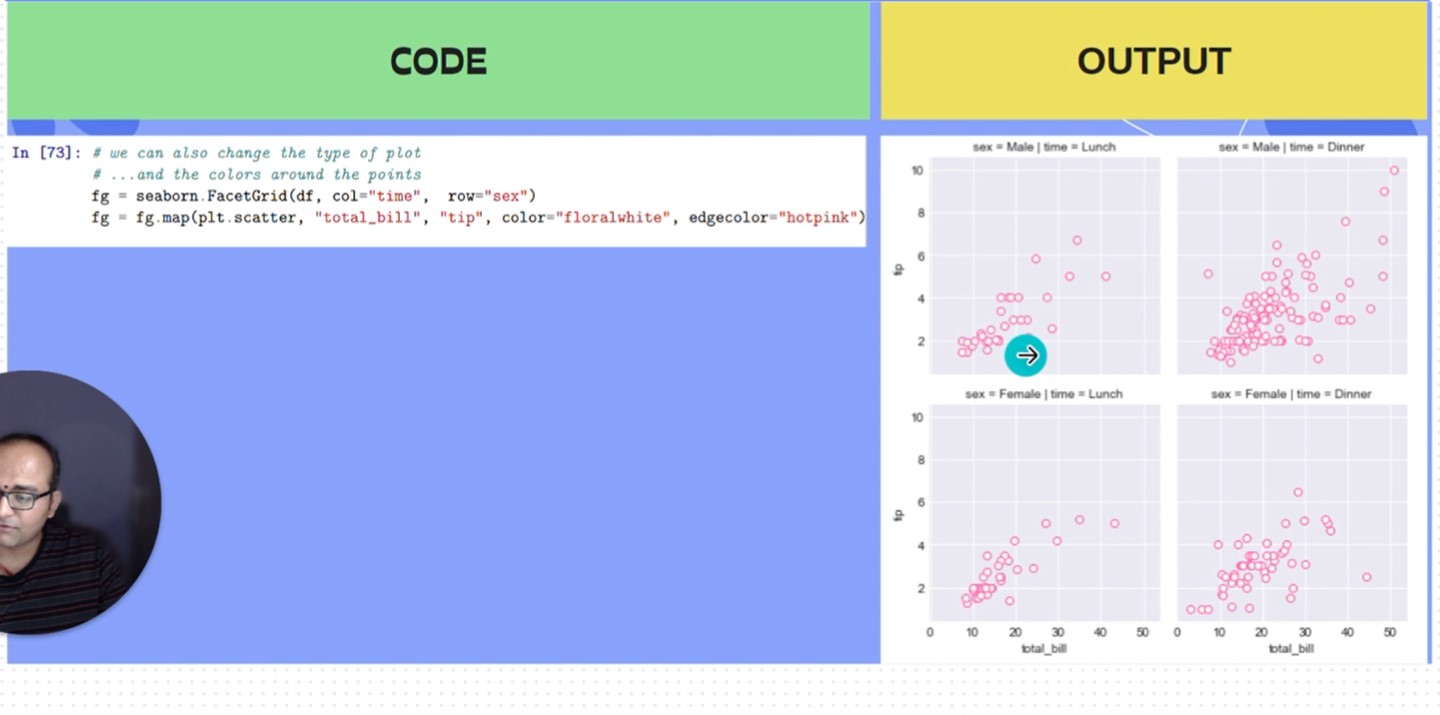 CODE
OUTPUT
In [73]: # we can also change the type of plot
# ...and the colors around the points
fg = seaborn.FacetGrid(df, col="time", row="sex")
fg = fg.map(plt.scatter, "total_bill", "tip", color="floralwhite", edgecolor="hotpink")
sex = Male | time = Lunch
sex = Male | time = Dinner
10
8
6
4
2
tip
sex = Female | time = Lunch
sex = Female | time = Dinner
10
8
6
4
2
tip
0 10 20 30 40 50
0 10 20 30 40 50
total_bill
total_bill